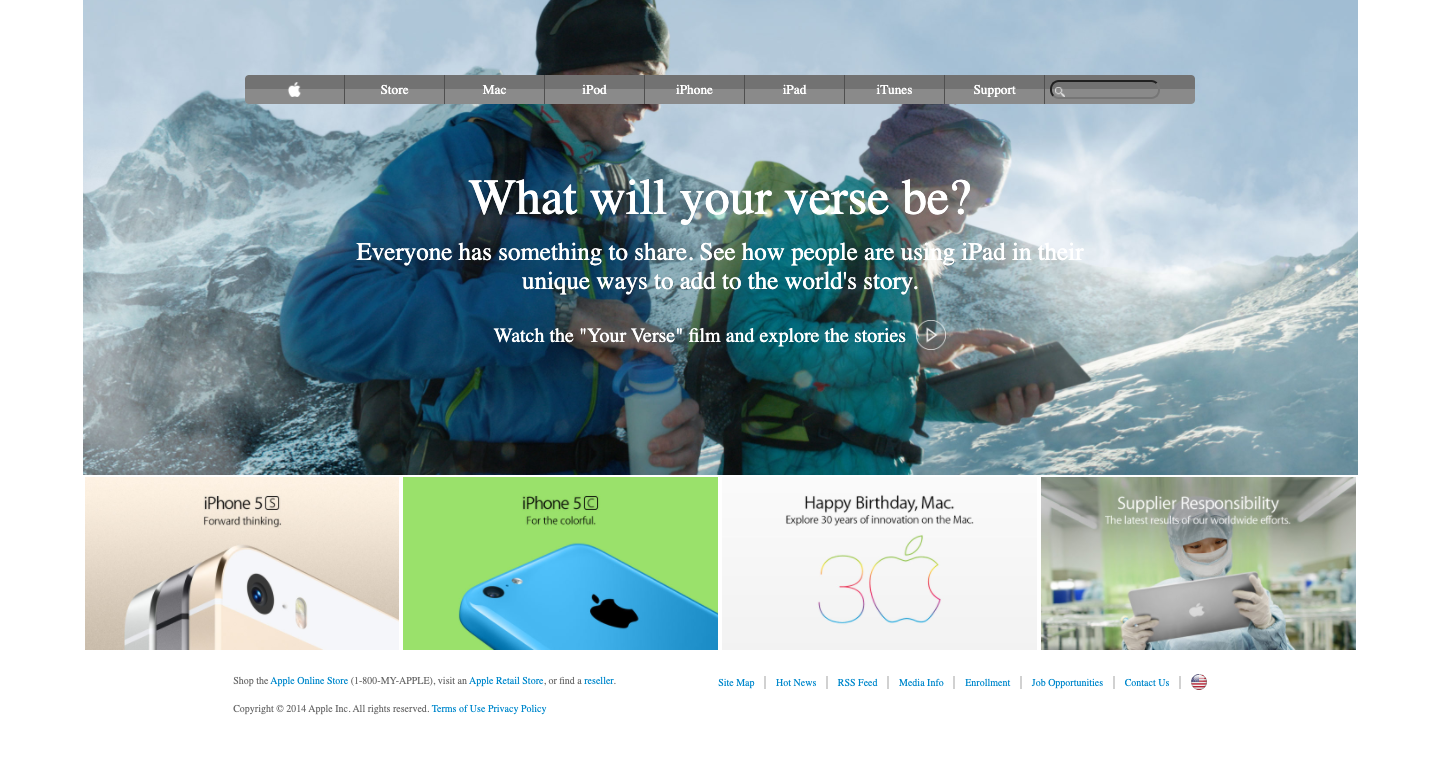 Store Mac iPod iPhone iPad iTunes Support
What will your verse be?
Everyone has something to share. See how people are using iPad in their
unique ways to add to the world's story.
Watch the "Your Verse" film and explore the stories
iPhone 5S
Forward thinking.
iPhone 5C
For the colorful.
Happy Birthday, Mac.
Explore 30 years of innovation on the Mac.
30
Supplier Responsibility
The latest results of our worldwide efforts.
Shop the Apple Online Store (1-800-MY-APPLE), visit an Apple Retail Store, or find a reseller.
Site Map Hot News RSS Feed Media Info Enrollment Job Opportunities Contact Us
Copyright © 2014 Apple Inc. All rights reserved. Terms of Use Privacy Policy